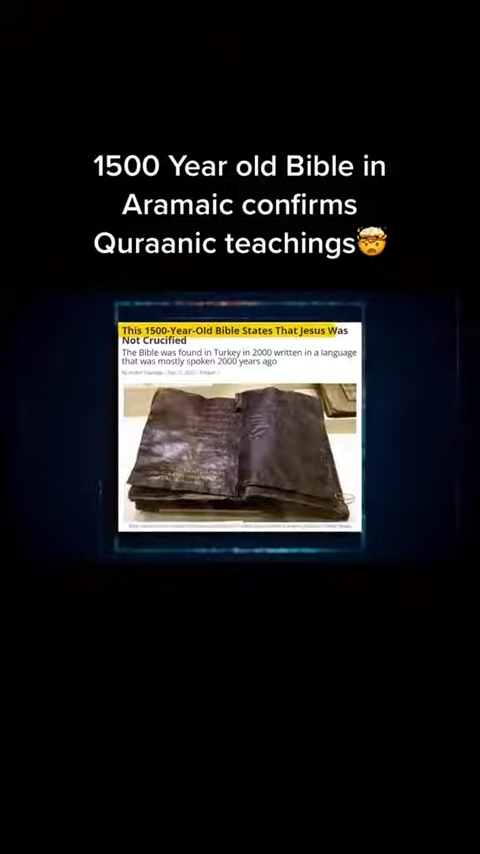 1500 Year old Bible in
Aramaic confirms
Quraanic teachings🤯
This 1500-Year-Old Bible States That Jesus Was
Not Crucified
The Bible was found in Turkey in 2000 written in a language
that was mostly spoken 2000 years ago